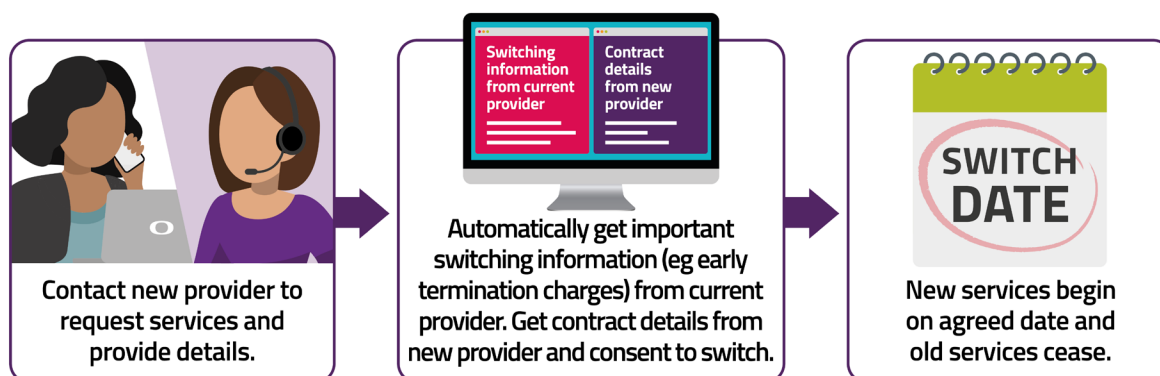 Contact new provider to
request services and
provide details.
Switching
information
from current
provider
Contract
details
from new
provider
Automatically get important
switching information (eg early
termination charges) from current
provider. Get contract details from
new provider and consent to switch.
SWITCH
DATE
New services begin
on agreed date and
old services cease.